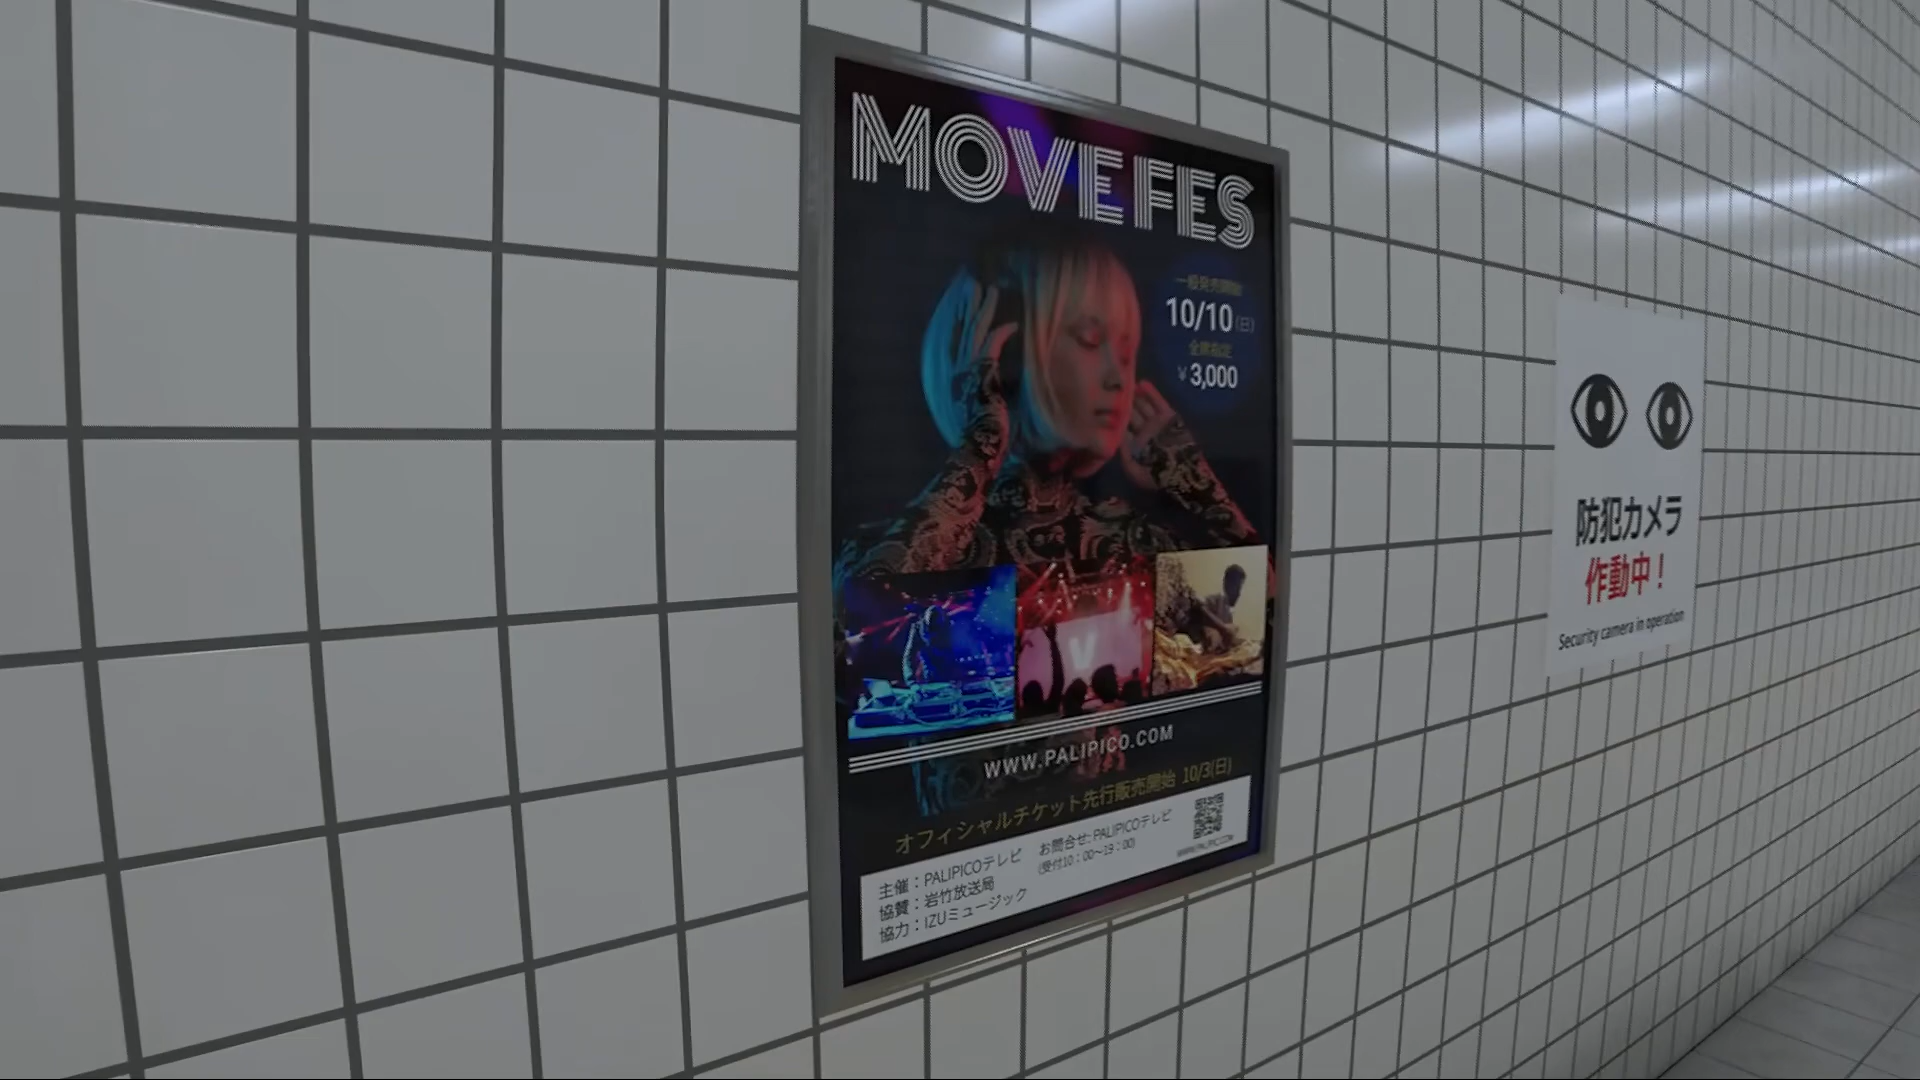 MOVE FES
一般発売開始
10/10(日)
全席指定
¥3,000
V
WWW.PALIPICO.COM
オフィシャルチケット先行販売開始 10/3(日)
主催：PALIPICOテレビ
協賛：岩竹放送局
協力：IZUミュージック
お問合せ: PALIPICOテレビ
(受付10：00〜19：00)
WWW.PALIPICO.COM
防犯カメラ
作動中！
Security camera in operation